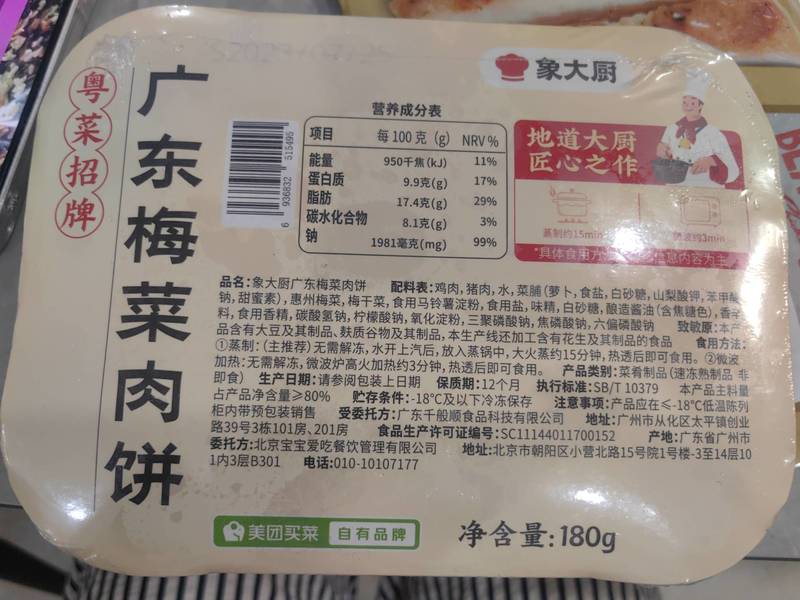 象大厨
粤菜招牌
广东梅菜肉饼
营养成分表
项目 每100克(g) NRV%
能量 950千焦(kJ) 11%
蛋白质 9.9克(g) 17%
脂肪 17.4克(g) 29%
碳水化合物 8.1克(g) 3%
钠 1981毫克(mg) 99%
6 936832 515495
地道大厨
匠心之作
蒸制约15min
微波约3min
*具体食用方 信息内容为主
品名:象大厨广东梅菜肉饼 配料表:鸡肉,猪肉,水,菜脯(萝卜,食盐,白砂糖,山梨酸钾,苯甲酸
钠,甜蜜素),惠州梅菜,梅干菜,食用马铃薯淀粉,食用盐,味精,白砂糖,酿造酱油(含焦糖色),香辛
料,食用香精,碳酸氢钠,柠檬酸钠,氧化淀粉,三聚磷酸钠,焦磷酸钠,六偏磷酸钠 致敏原:本产
品含有大豆及其制品、麸质谷物及其制品,本生产线还加工含有花生及其制品的食品 食用方法:
①蒸制:(主推荐)无需解冻,水开上汽后,放入蒸锅中,大火蒸约15分钟,热透后即可食用。②微波
加热:无需解冻,微波炉高火加热约3分钟,热透后即可食用。 产品类别:菜肴制品(速冻熟制品 非
即食) 生产日期:请参阅包装上日期 保质期:12个月 执行标准:SB/T 10379 本产品主料量
占产品净含量≥80% 贮存条件:-18℃及以下冷冻保存 注意事项:产品应在≤-18℃低温陈列
柜内带预包装销售 受委托方:广东千般顺食品科技有限公司 地址:广州市从化区太平镇创业
路39号3栋101房、201房 食品生产许可证编号:SC11144011700152 产地:广东省广州市
委托方:北京宝宝爱吃餐饮管理有限公司 地址:北京市朝阳区小营北路15号院1号楼-3至14层10
1内3层B301 电话:010-10107177
美团买菜 自有品牌
净含量:180g